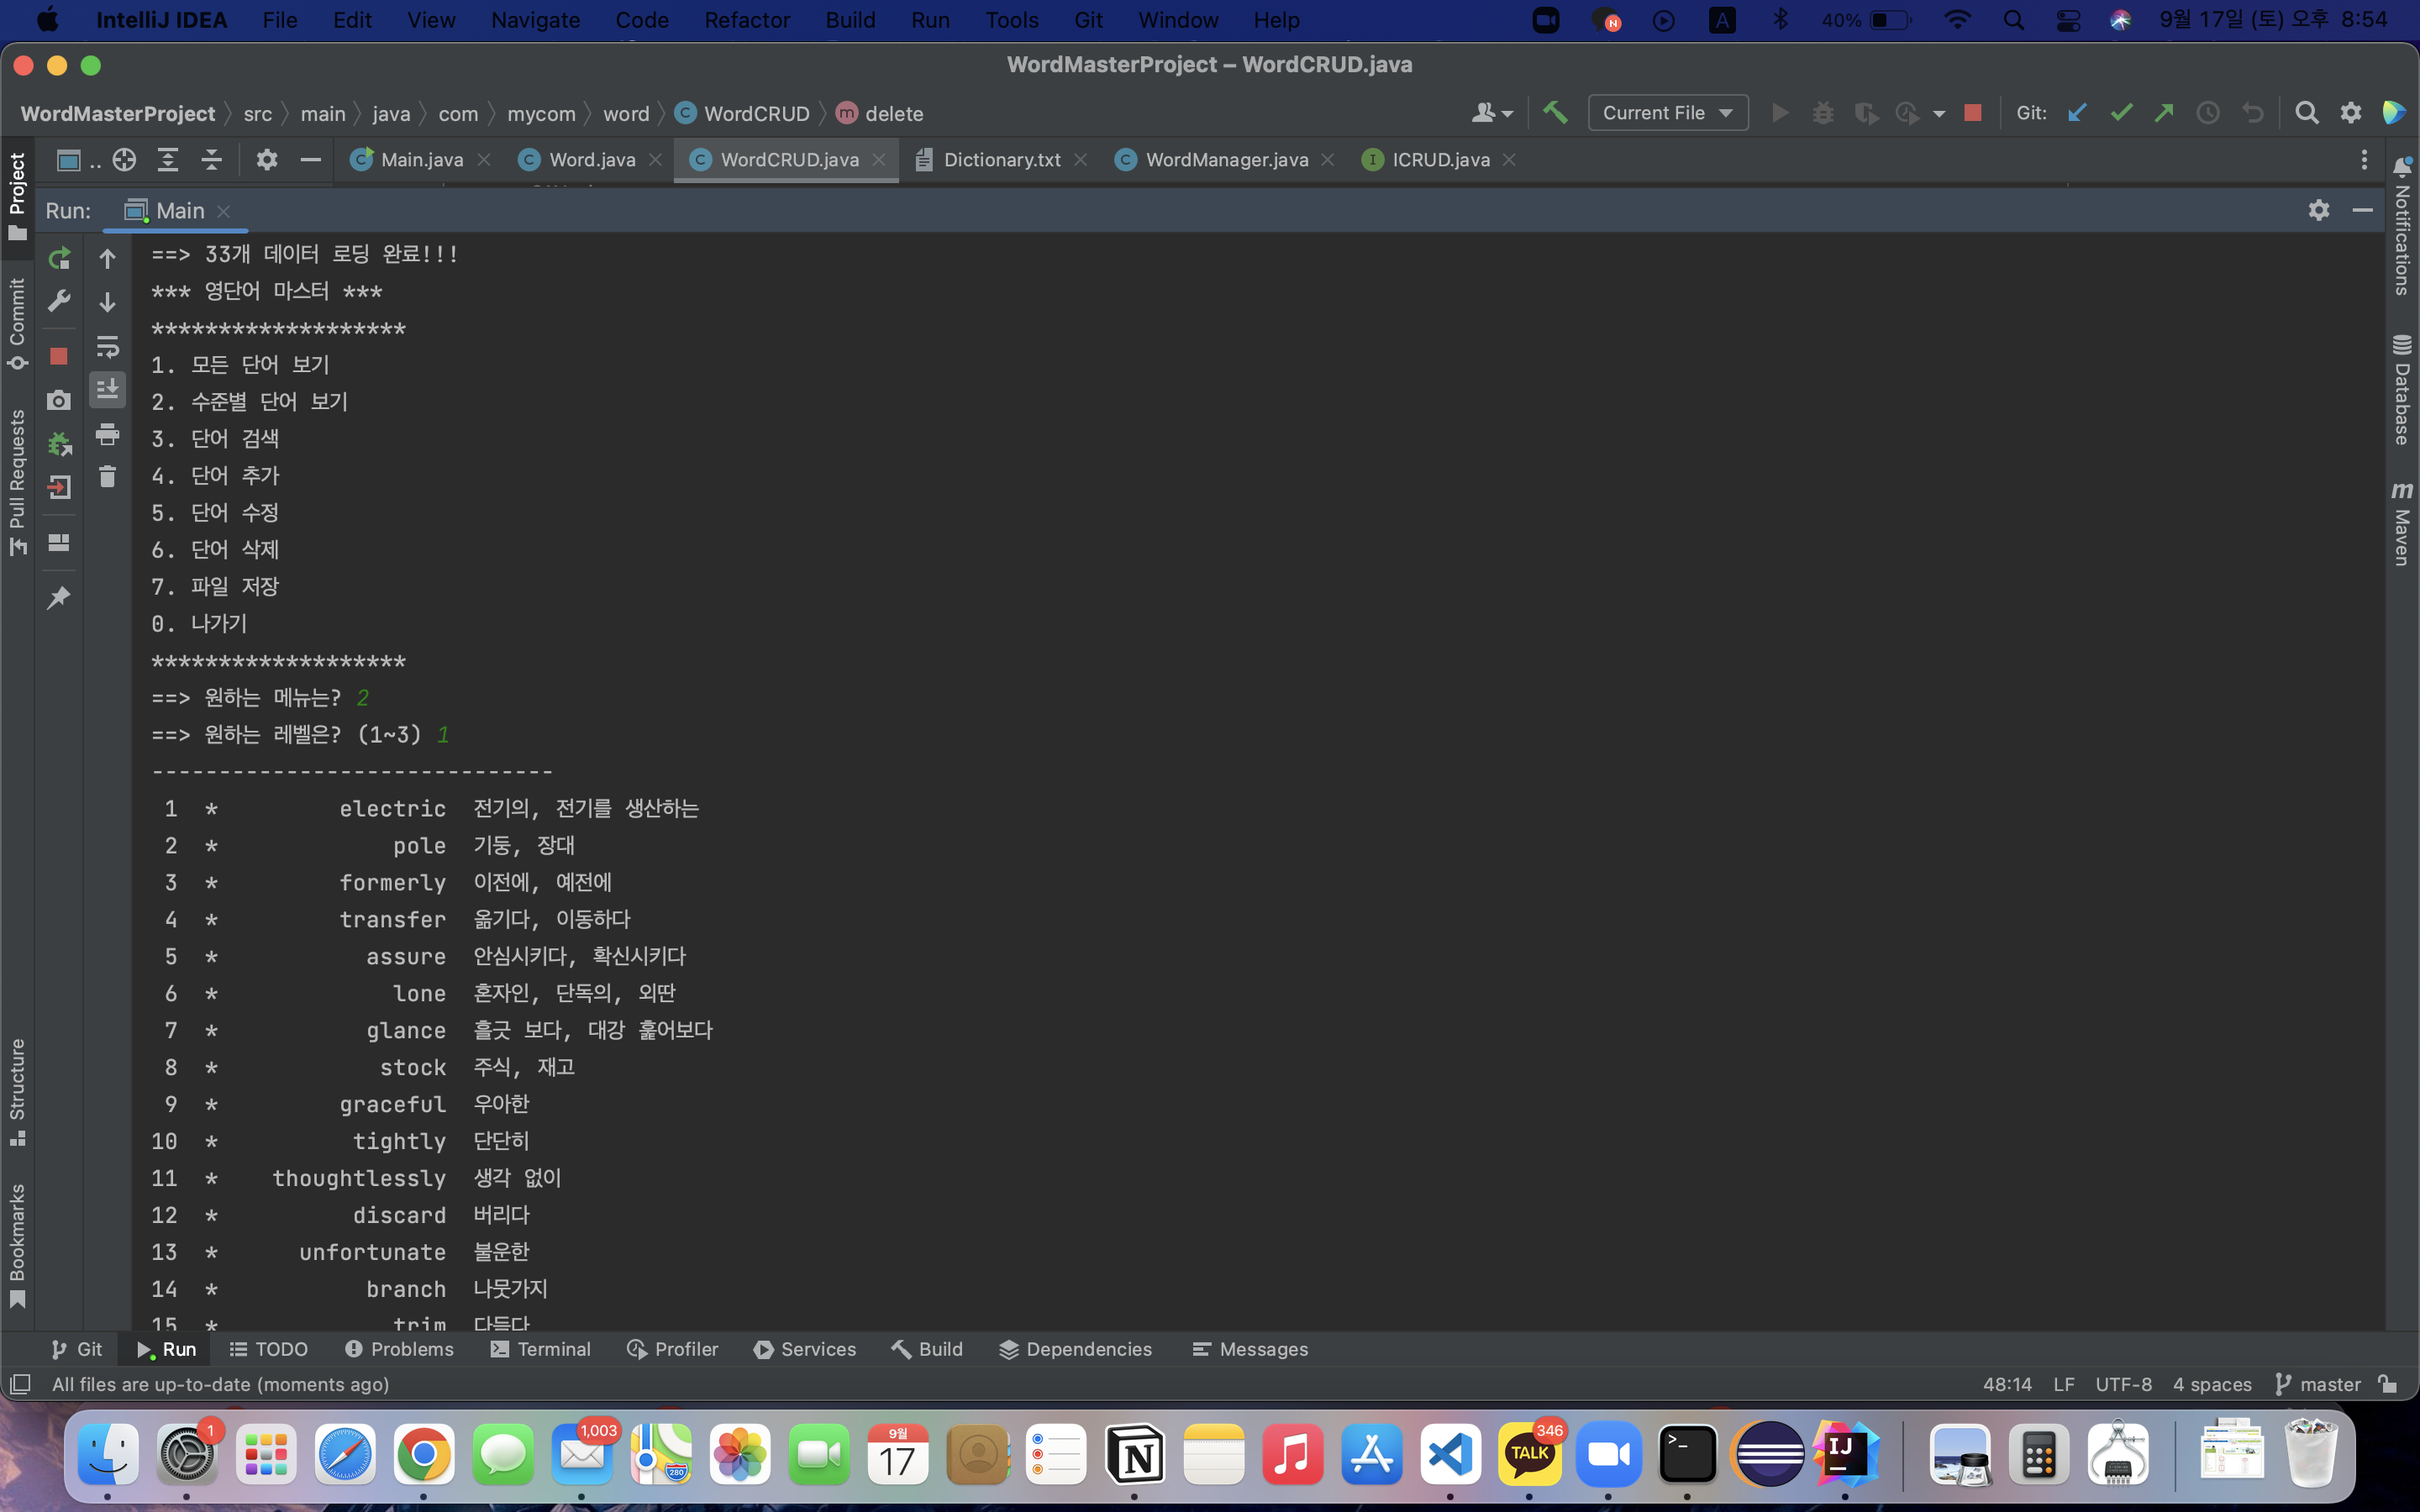 IntelliJ IDEA File Edit View Navigate Code Refactor Build Run Tools Git Window Help A 40% 9월 17일 (토) 오후 8:54
WordMasterProject – WordCRUD.java
WordMasterProject src main java com mycom word C WordCRUD m delete Current File Git:
Main.java Word.java WordCRUD.java Dictionary.txt WordManager.java ICRUD.java
Run: Main
Project
Commit
Pull Requests
Structure
Bookmarks
Notifications
Database
Maven
==> 33개 데이터 로딩 완료!!!
*** 영단어 마스터 ***
*******************
1. 모든 단어 보기
2. 수준별 단어 보기
3. 단어 검색
4. 단어 추가
5. 단어 수정
6. 단어 삭제
7. 파일 저장
0. 나가기
*******************
==> 원하는 메뉴는? 2
==> 원하는 레벨은? (1~3) 1
------------------------------
1 * electric 전기의, 전기를 생산하는
2 * pole 기둥, 장대
3 * formerly 이전에, 예전에
4 * transfer 옮기다, 이동하다
5 * assure 안심시키다, 확신시키다
6 * lone 혼자인, 단독의, 외딴
7 * glance 흘긋 보다, 대강 훑어보다
8 * stock 주식, 재고
9 * graceful 우아한
10 * tightly 단단히
11 * thoughtlessly 생각 없이
12 * discard 버리다
13 * unfortunate 불운한
14 * branch 나뭇가지
15 * trim 다듬다
Git Run TODO Problems Terminal Profiler Services Build Dependencies Messages
All files are up-to-date (moments ago) 48:14 LF UTF-8 4 spaces master
1 1,003 280 9월 17 N TALK 346 >_ IJ